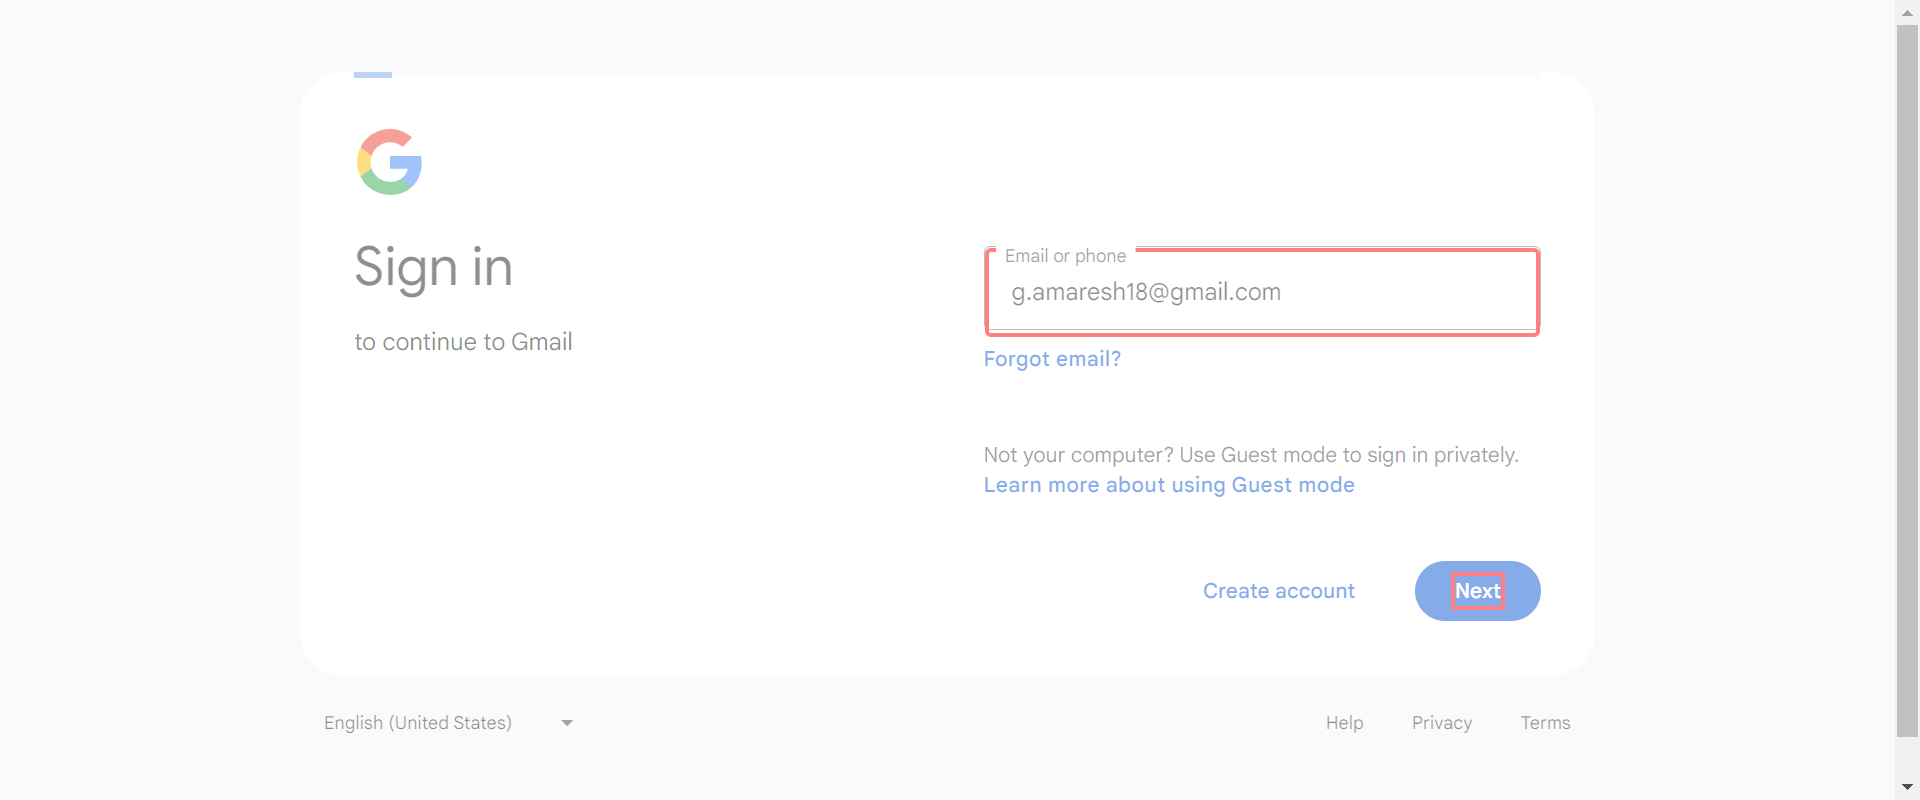 Sign in
to continue to Gmail
Email or phone
g.amaresh18@gmail.com
Forgot email?
Not your computer? Use Guest mode to sign in privately.
Learn more about using Guest mode
Create account
Next
English (United States)
Help
Privacy
Terms